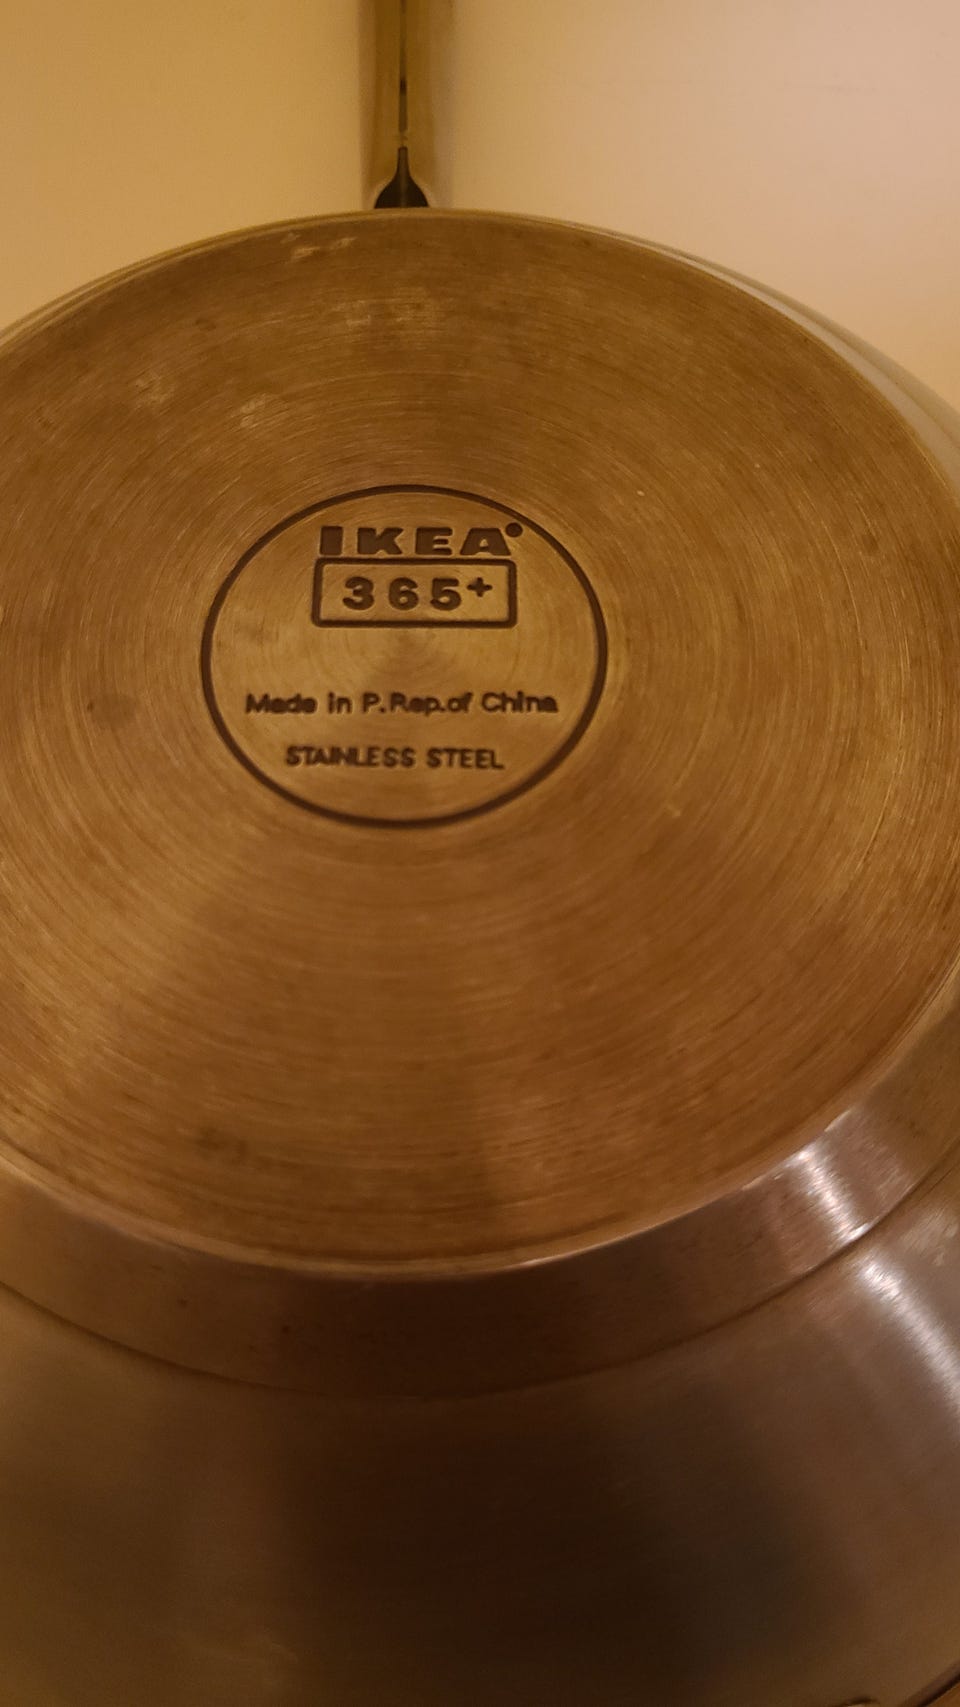 IKEA
365+
Made in P.Rep.of China
STAINLESS STEEL